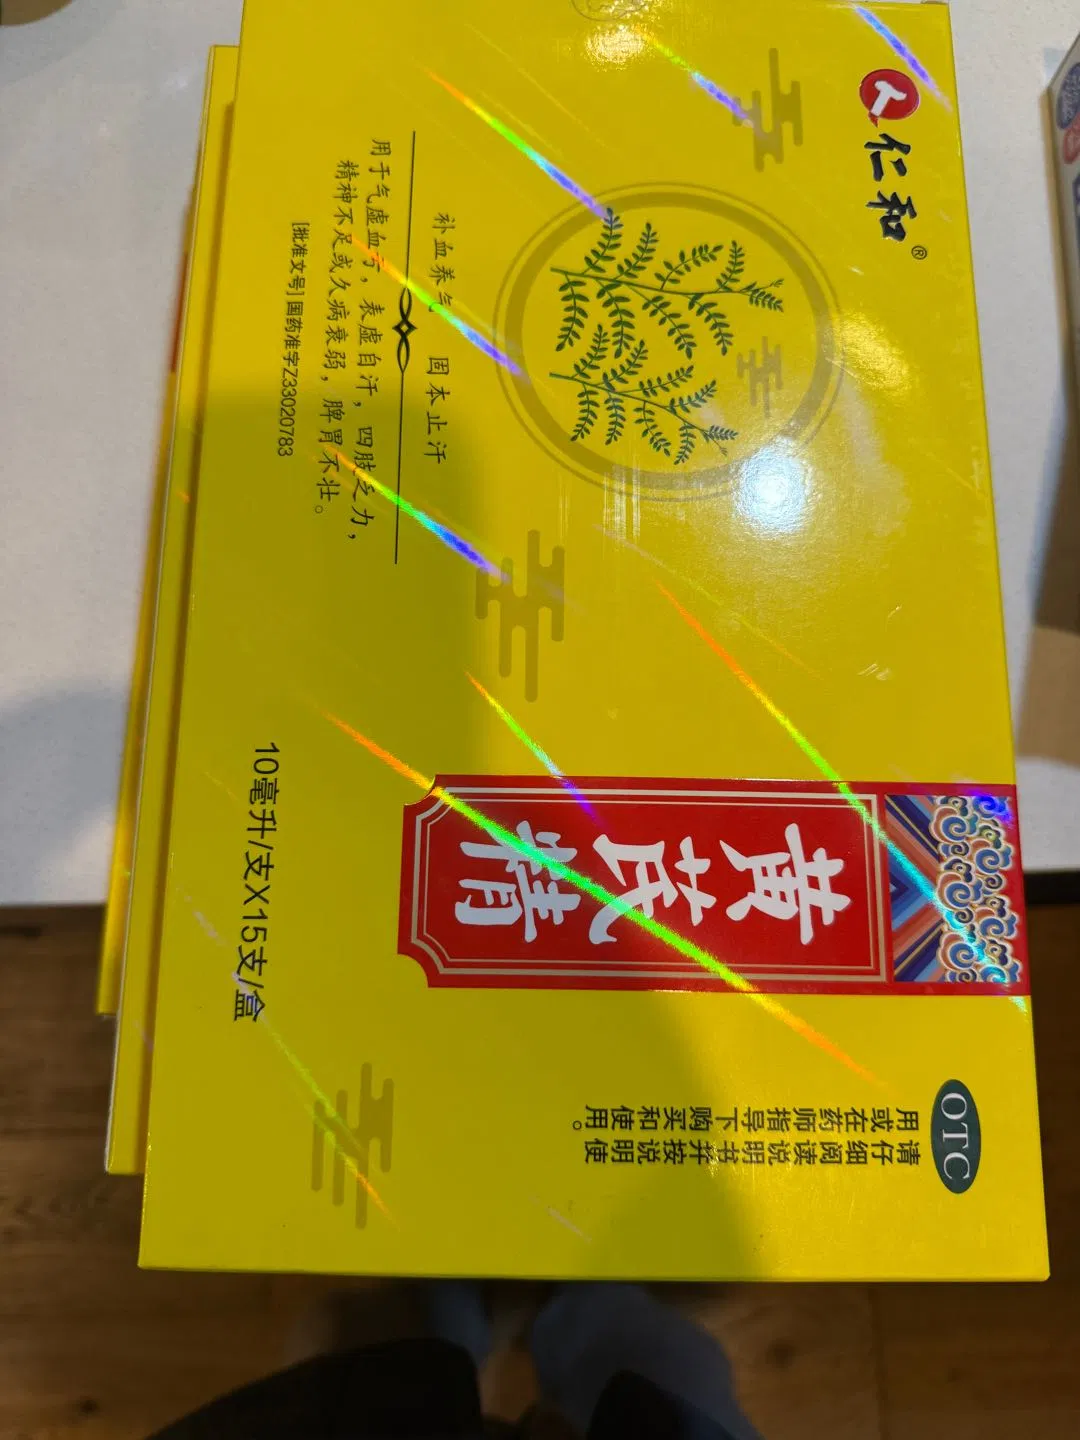 仁和®
OTC
请仔细阅读说明书并按说明使
用或在药师指导下购买和使用。
黄芪精
补血养气 固本止汗
用于气虚血亏，表虚自汗，四肢乏力，
精神不足或久病衰弱，脾胃不壮。
[批准文号]国药准字Z33020783
10毫升/支X15支/盒